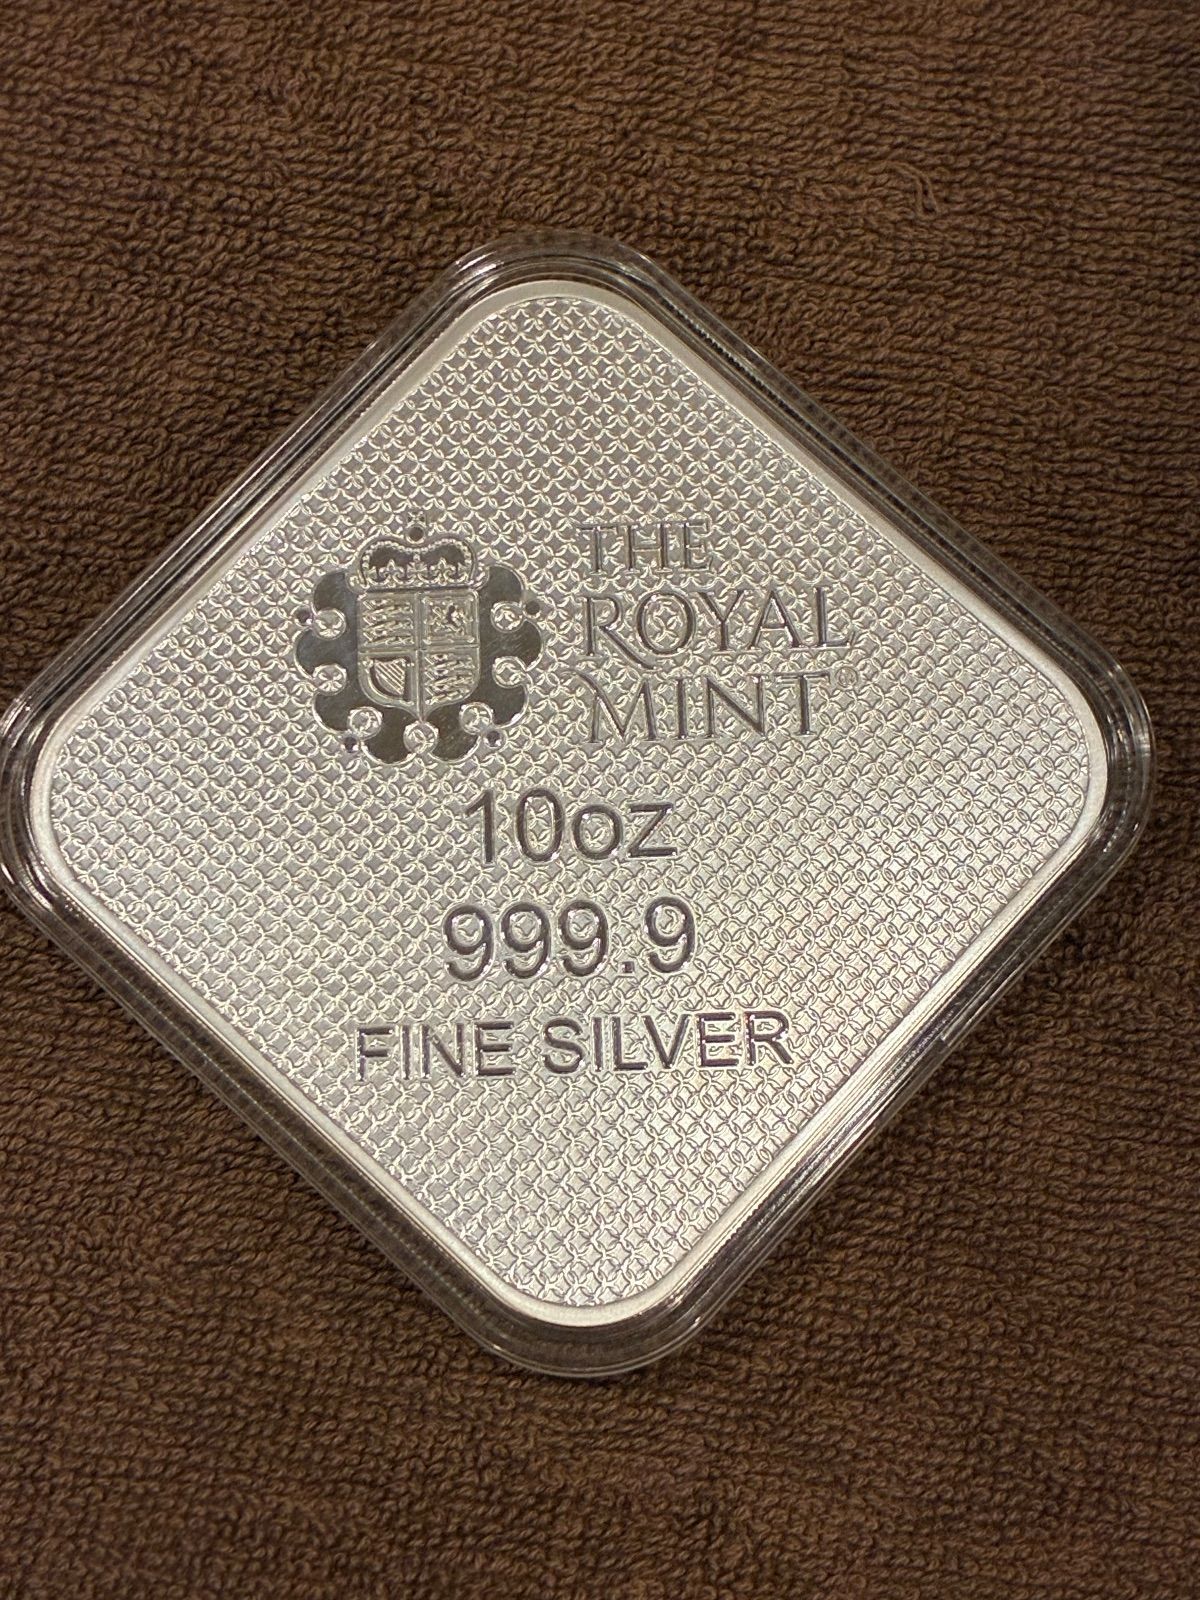 THE
ROYAL
MINT®
10oz
999.9
FINE SILVER